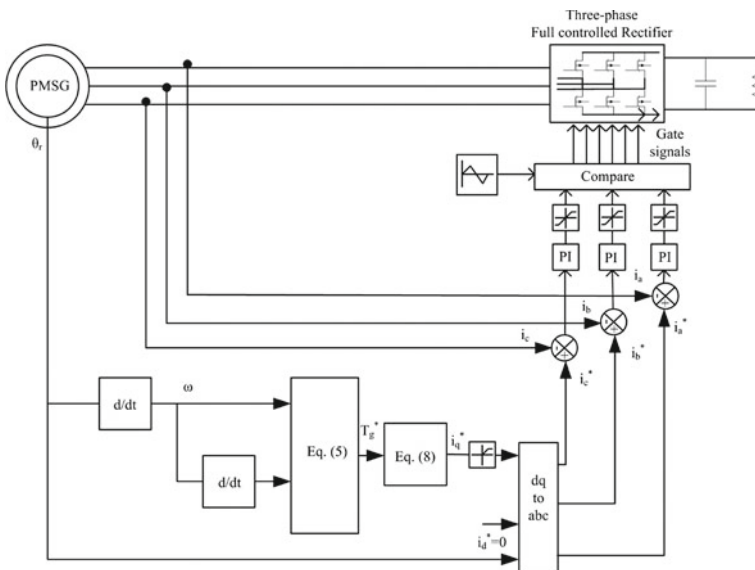 Three-phase
Full controlled Rectifier
PMSG
θr
Gate
signals
Compare
PI
PI
PI
ia
ib
ic
ia*
ib*
ic*
d/dt
ω
Eq. (5)
Tg*
Eq. (8)
iq*
d/dt
dq
to
abc
id*=0